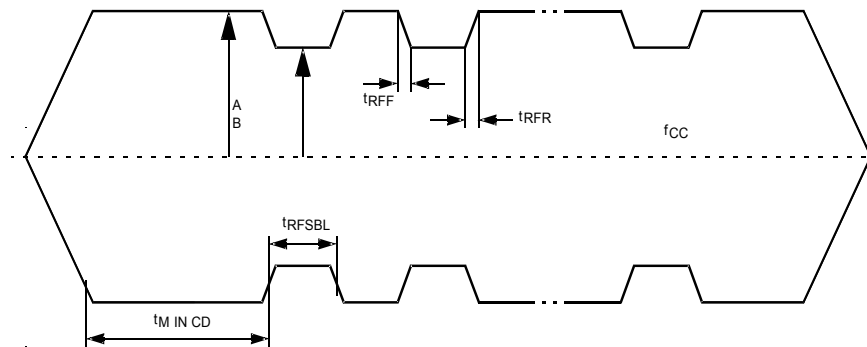 A
B
tRFF
tRFR
fCC
tRFSBL
tM IN CD